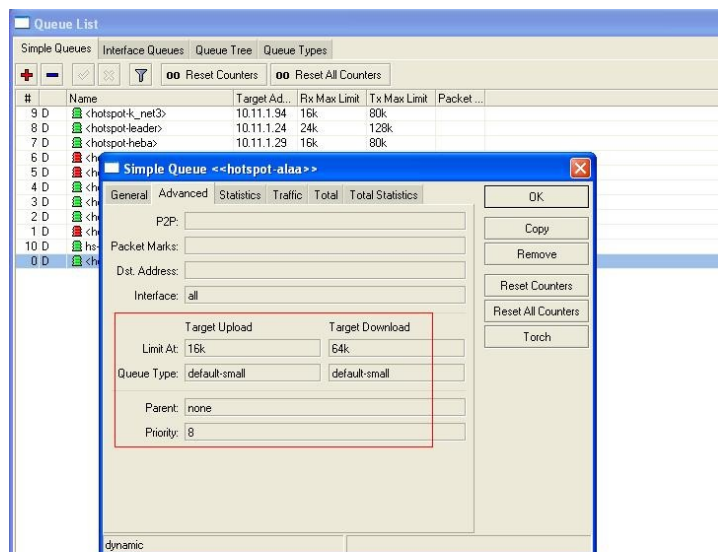 Queue List
Simple Queues Interface Queues Queue Tree Queue Types
00 Reset Counters 00 Reset All Counters
# Name Target Ad... Rx Max Limit Tx Max Limit Packet ...
9 D <hotspot-k_net3> 10.11.1.94 16k 80k
8 D <hotspot-leader> 10.11.1.24 24k 128k
7 D <hotspot-heba> 10.11.1.29 16k 80k
6 D <ho
5 D <h
4 D <h
3 D <h
2 D <h
1 D <h
10 D hs-
0 D <h
Simple Queue <<hotspot-alaa>>
General Advanced Statistics Traffic Total Total Statistics
P2P:
Packet Marks:
Dst. Address:
Interface: all
Target Upload Target Download
Limit At: 16k 64k
Queue Type: default-small default-small
Parent: none
Priority: 8
OK
Copy
Remove
Reset Counters
Reset All Counters
Torch
dynamic